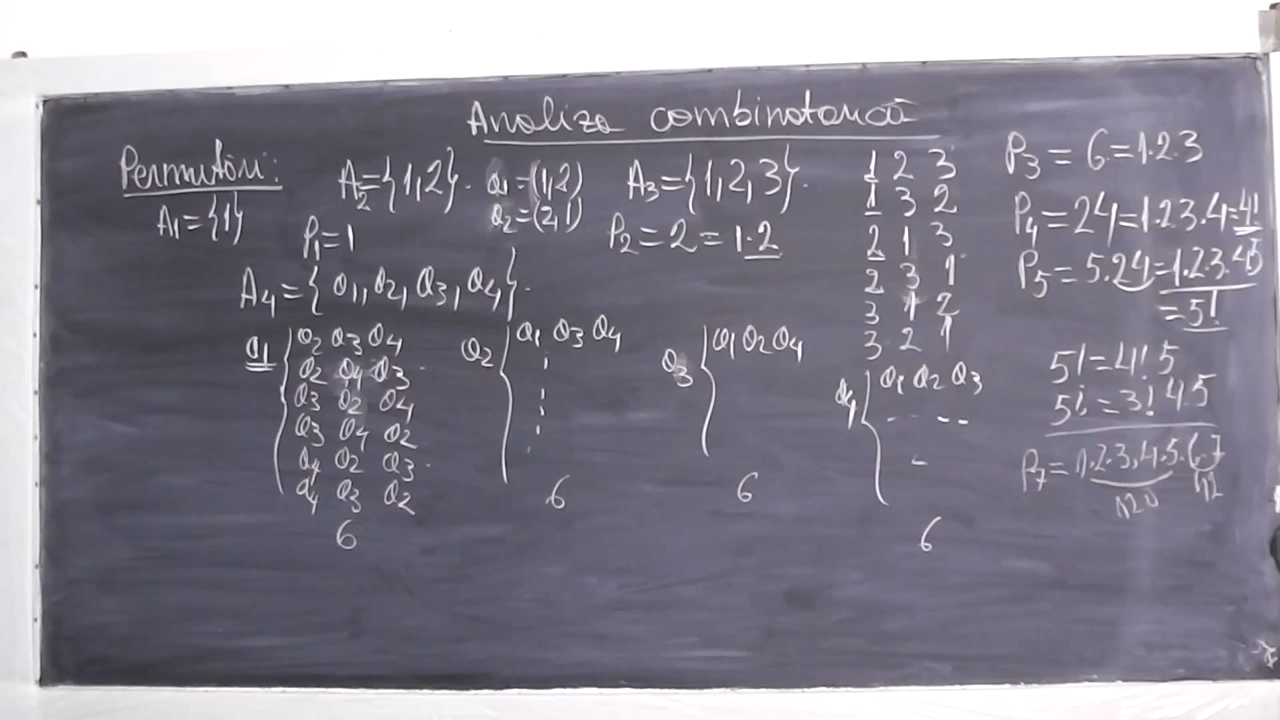 Analiza combinatorică
Permutări:
A₁={1}
P₁=1
A₂={1,2}.
a₁=(1,2)
a₂=(2,1)
A₃={1,2,3}.
P₂=2=1·2
1 2 3
1 3 2
2 1 3
2 3 1
3 1 2
3 2 1
P₃=6=1·2·3
P₄=24=1·2·3·4=4!
P₅=5·24=1·2·3·4·5
=5!
5!=4!·5
5!=3!·4·5
P₇=1·2·3·4·5·6·7
120 42
A₄={a₁,a₂,a₃,a₄}.
a₁ { a₂ a₃ a₄
a₂ a₄ a₃
a₃ a₂ a₄
a₃ a₄ a₂
a₄ a₂ a₃
a₄ a₃ a₂
6
a₂ { a₁ a₃ a₄
6
a₃ { a₁ a₂ a₄
6
a₄ { a₁ a₂ a₃
6